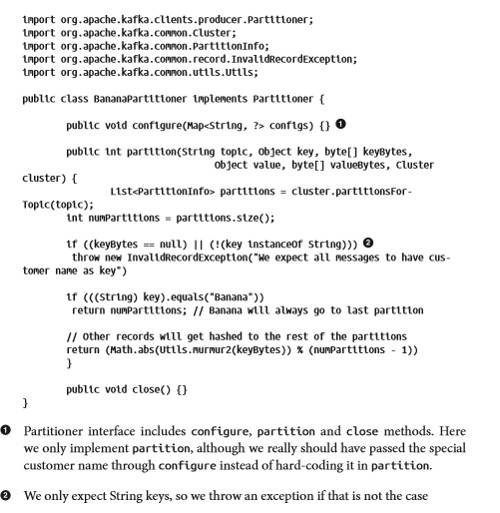 import org.apache.kafka.clients.producer.Partitioner;
import org.apache.kafka.common.Cluster;
import org.apache.kafka.common.PartitionInfo;
import org.apache.kafka.common.record.InvalidRecordException;
import org.apache.kafka.common.utils.Utils;
public class BananaPartitioner implements Partitioner {
public void configure(Map<String, ?> configs) {} ❶
public int partition(String topic, Object key, byte[] keyBytes,
Object value, byte[] valueBytes, Cluster
cluster) {
List<PartitionInfo> partitions = cluster.partitionsFor-
Topic(topic);
int numPartitions = partitions.size();
if ((keyBytes == null) || (!(key instanceOf String))) ❷
throw new InvalidRecordException("We expect all messages to have cus-
tomer name as key")
if (((String) key).equals("Banana"))
return numPartitions; // Banana will always go to last partition
// Other records will get hashed to the rest of the partitions
return (Math.abs(Utils.murmur2(keyBytes)) % (numPartitions - 1))
}
public void close() {}
}
❶ Partitioner interface includes configure, partition and close methods. Here
we only implement partition, although we really should have passed the special
customer name through configure instead of hard-coding it in partition.
❷ We only expect String keys, so we throw an exception if that is not the case